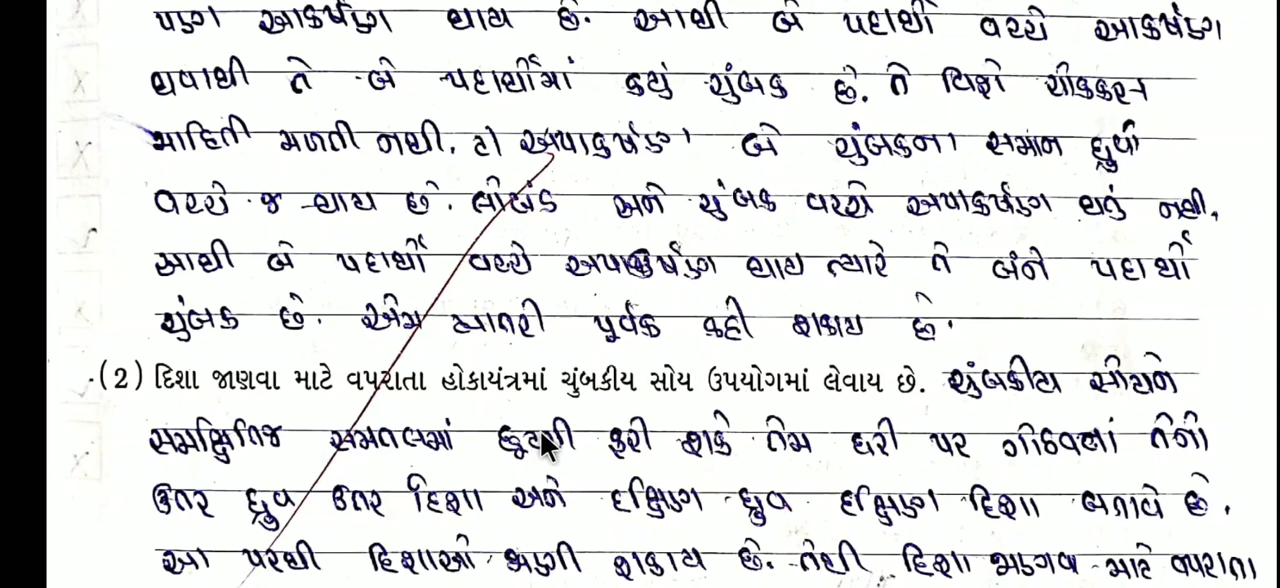 પણ આકર્ષણ થાય છે. આથી બે પદાર્થો વચ્ચે આકર્ષણ
થવાથી તે બે પદાર્થોમાં કયું ચુંબક છે. તે વિશે ચોક્કસ
માહિતી મળતી નથી. અપાકર્ષણ બે ચુંબકના સમાન ધ્રુવો
વચ્ચે જ થાય છે. લોખંડ અને ચુંબક વચ્ચે અપાકર્ષણ થતું નથી.
આથી બે પદાર્થો વચ્ચે અપાકર્ષણ થાય ત્યારે તે બંને પદાર્થો
ચુંબક છે. એમ ખાતરી પૂર્વક કહી શકાય છે.
(2) દિશા જાણવા માટે વપરાતા હોકાયંત્રમાં ચુંબકીય સોય ઉપયોગમાં લેવાય છે. ચુંબકીય સોયને
સમક્ષિતિજ સમતલમાં છૂટથી ફરી શકે તેમ ધરી પર ગોઠવતાં તેનો
ઉત્તર ધ્રુવ ઉત્તર દિશા અને દક્ષિણ ધ્રુવ દક્ષિણ દિશા બતાવે છે.
આ પરથી દિશાઓ જાણી શકાય છે. તેથી દિશા જાણવા માટે વપરાતા